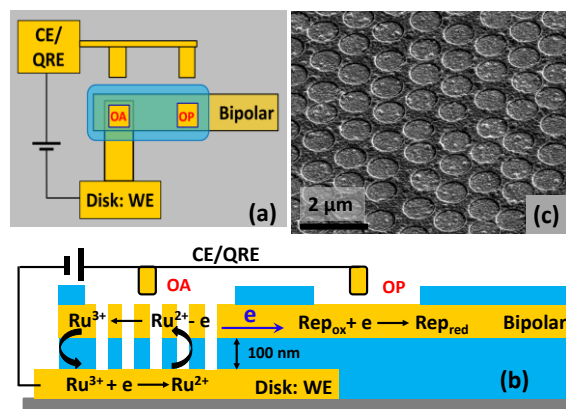 CE/
QRE
OA
OP
Bipolar
Disk: WE
(a)
2 μm
(c)
CE/QRE
OA
OP
Ru³⁺ ← Ru²⁺- e
e
Repₒₓ+ e → Rep_red
Bipolar
100 nm
Ru³⁺ + e → Ru²⁺
Disk: WE
(b)